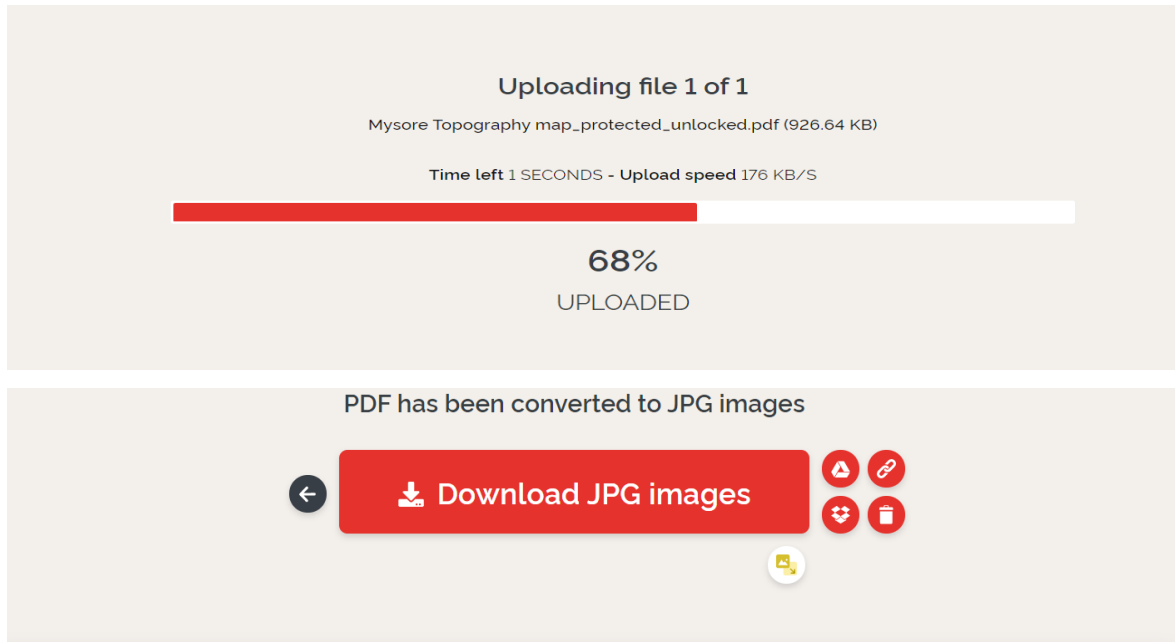 Uploading file 1 of 1
Mysore Topography map_protected_unlocked.pdf (926.64 KB)
Time left 1 SECONDS - Upload speed 176 KB/S
68%
UPLOADED
PDF has been converted to JPG images
Download JPG images